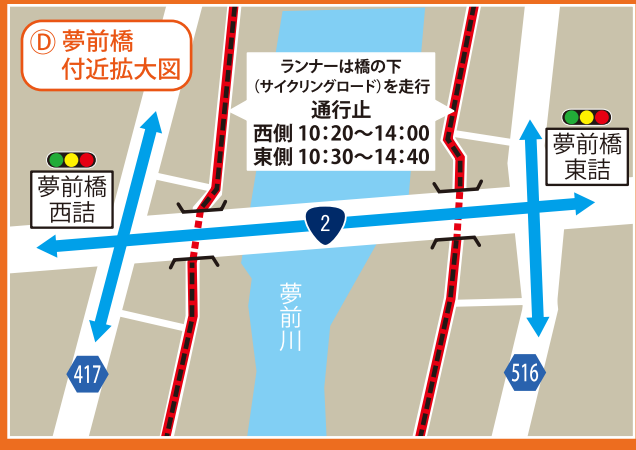 D 夢前橋
付近拡大図
ランナーは橋の下
（サイクリングロード）を走行
通行止
西側 10：20〜14：00
東側 10：30〜14：40
夢前橋
東詰
夢前橋
西詰
2
夢前川
417
516